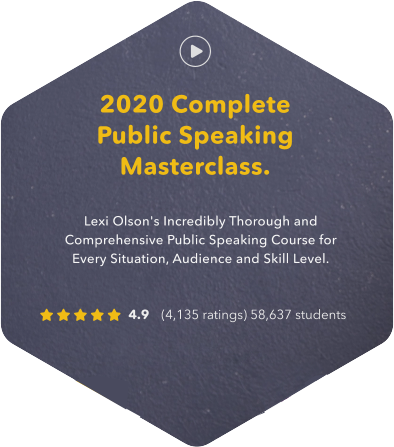 2020 Complete
Public Speaking
Masterclass.
Lexi Olson's Incredibly Thorough and
Comprehensive Public Speaking Course for
Every Situation, Audience and Skill Level.
4.9 (4,135 ratings) 58,637 students